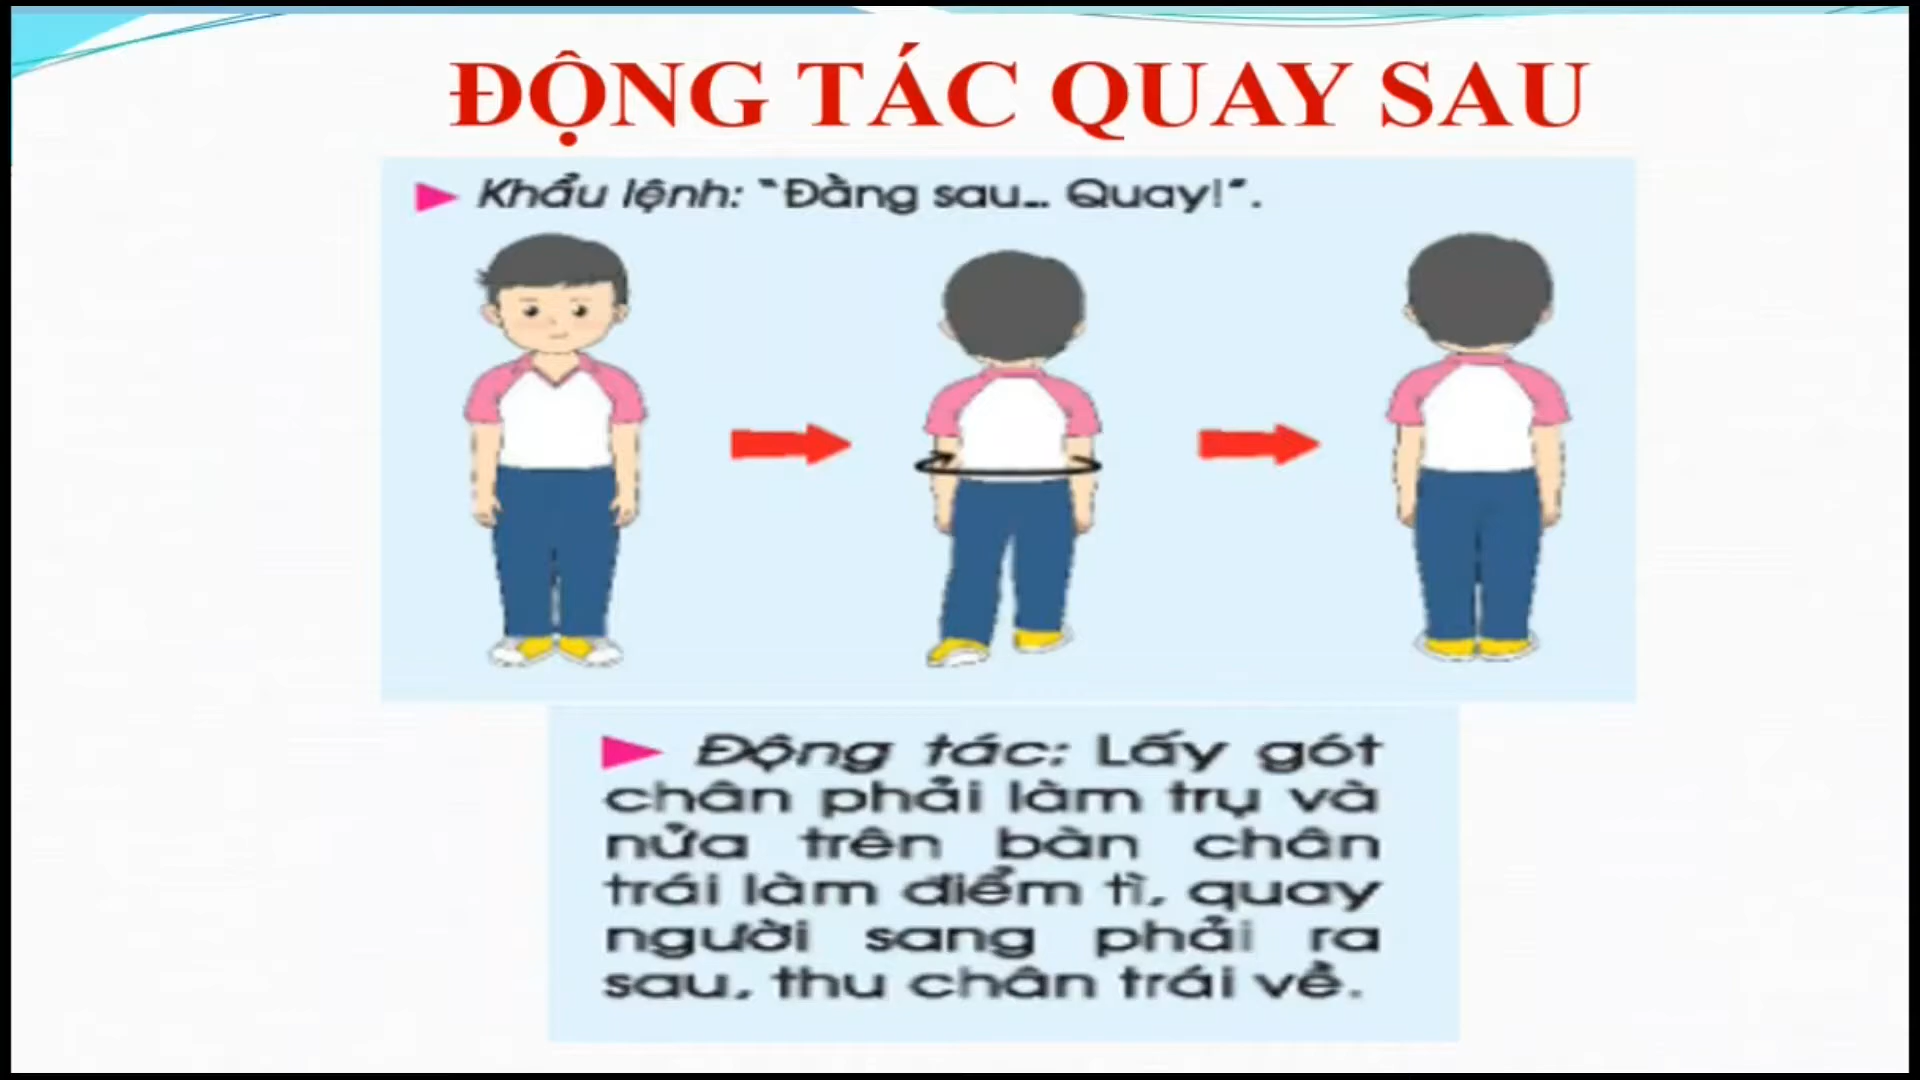 ĐỘNG TÁC QUAY SAU
Khẩu lệnh: “Đằng sau... Quay!”.
Động tác: Lấy gót
chân phải làm trụ và
nửa trên bàn chân
trái làm điểm tì, quay
người sang phải ra
sau, thu chân trái về.